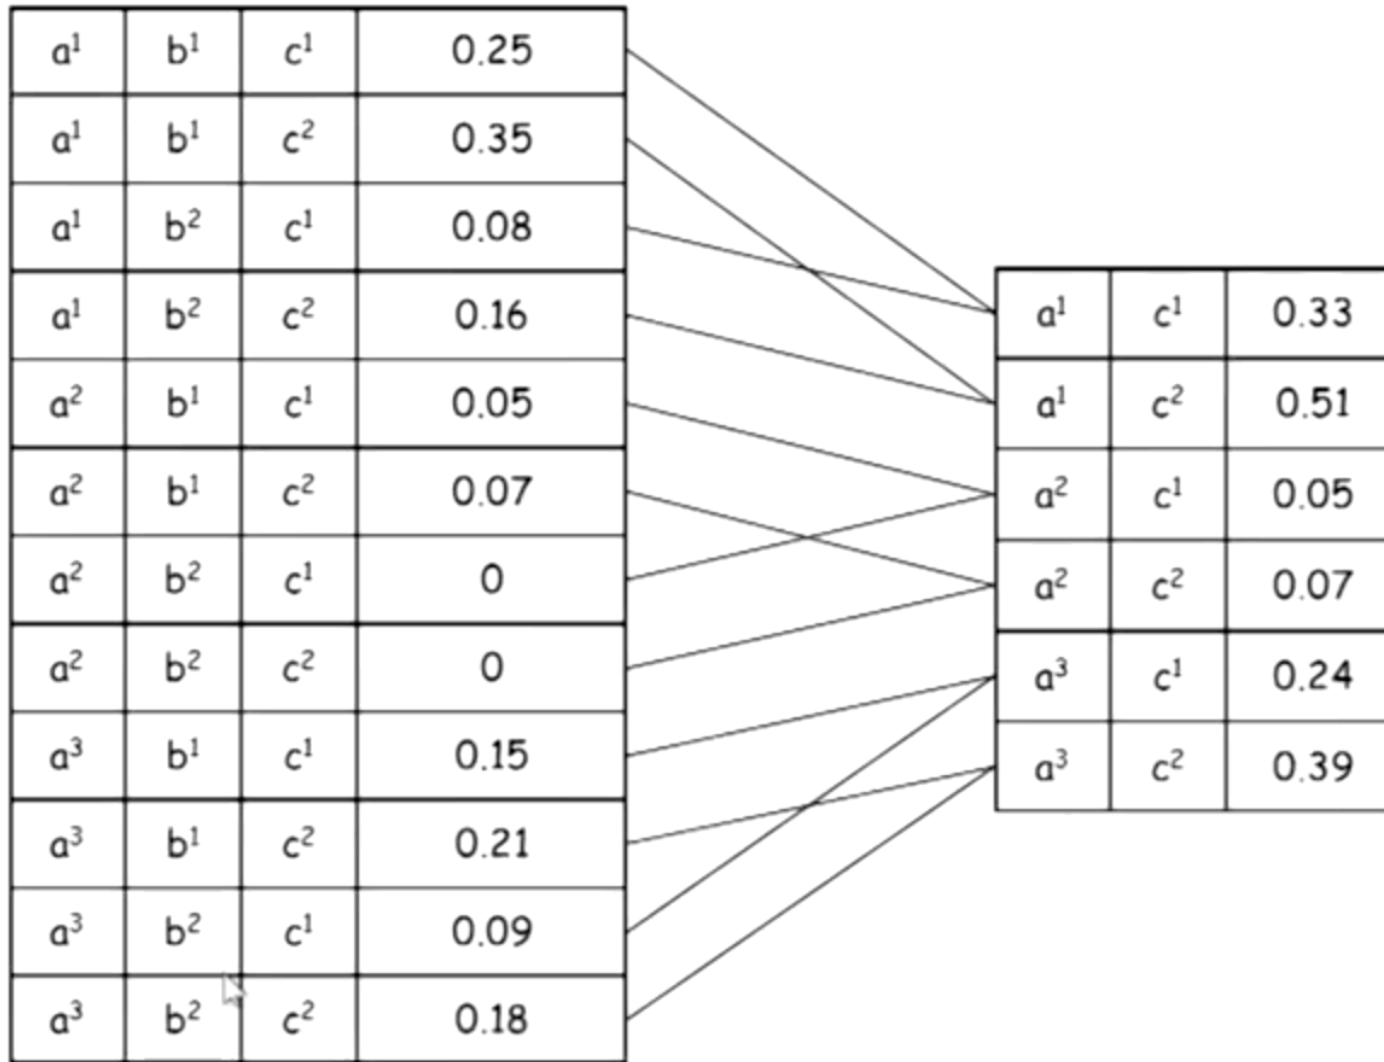 a¹ b¹ c¹ 0.25
a¹ b¹ c² 0.35
a¹ b² c¹ 0.08
a¹ b² c² 0.16
a² b¹ c¹ 0.05
a² b¹ c² 0.07
a² b² c¹ 0
a² b² c² 0
a³ b¹ c¹ 0.15
a³ b¹ c² 0.21
a³ b² c¹ 0.09
a³ b² c² 0.18
a¹ c¹ 0.33
a¹ c² 0.51
a² c¹ 0.05
a² c² 0.07
a³ c¹ 0.24
a³ c² 0.39